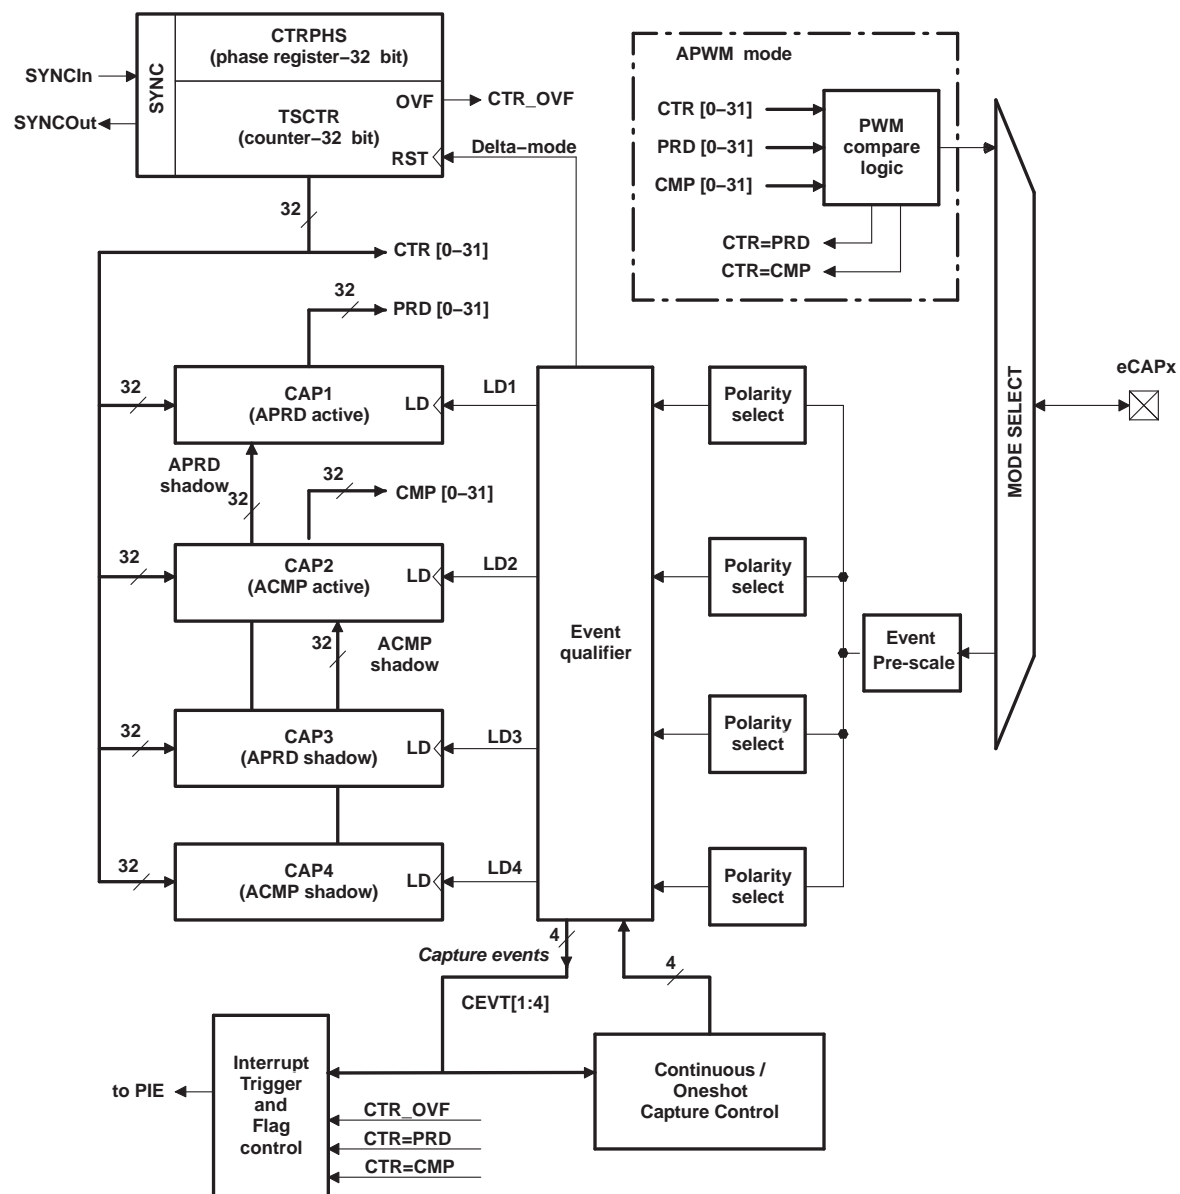 CTRPHS
(phase register−32 bit)
APWM mode
SYNCIn
SYNC
OVF
CTR_OVF
SYNCOut
TSCTR
(counter−32 bit)
RST
Delta−mode
CTR [0−31]
PRD [0−31]
CMP [0−31]
PWM
compare
logic
CTR=PRD
CTR=CMP
32
CTR [0−31]
32
PRD [0−31]
32
CAP1
(APRD active)
LD
LD1
Polarity
select
eCAPx
MODE SELECT
APRD
shadow
32
32
CMP [0−31]
32
CAP2
(ACMP active)
LD
LD2
Polarity
select
32
ACMP
shadow
Event
qualifier
Event
Pre-scale
32
CAP3
(APRD shadow)
LD
LD3
Polarity
select
32
CAP4
(ACMP shadow)
LD
LD4
Polarity
select
4
Capture events
4
CEVT[1:4]
to PIE
Interrupt
Trigger
and
Flag
control
Continuous /
Oneshot
Capture Control
CTR_OVF
CTR=PRD
CTR=CMP